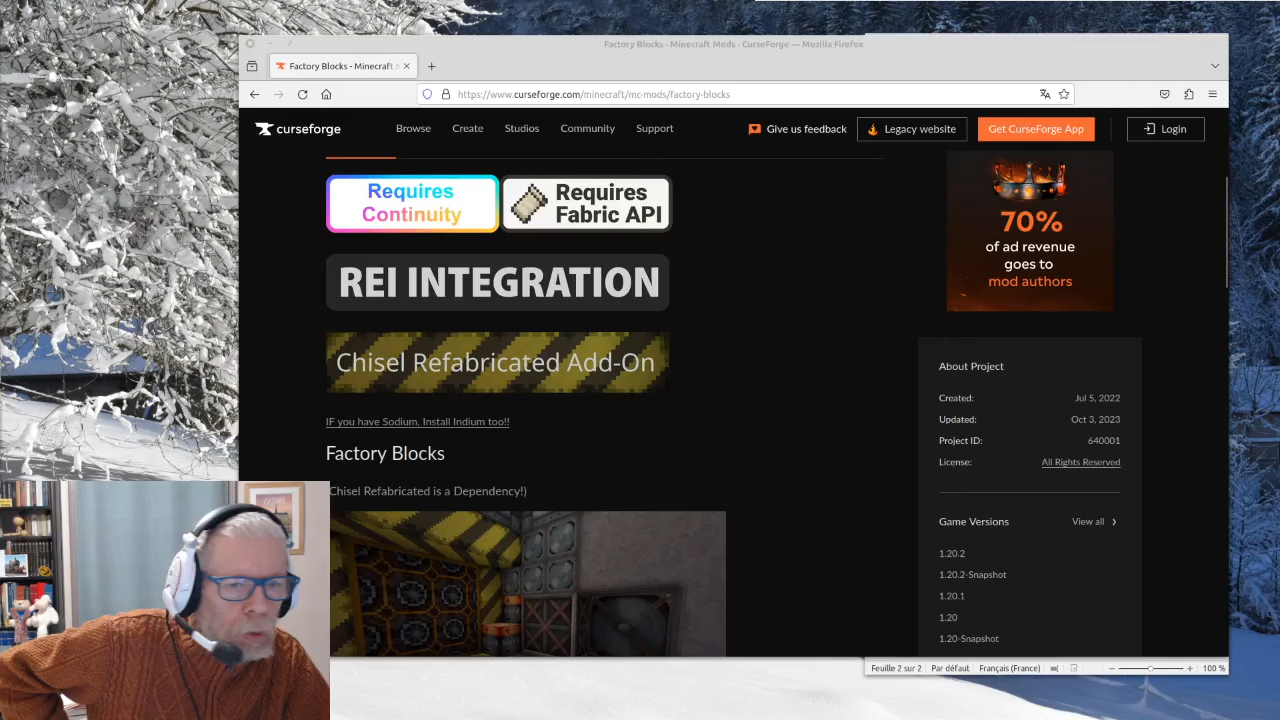 Factory Blocks - Minecraft Mods - CurseForge — Mozilla Firefox
Factory Blocks - Minecraft
https://www.curseforge.com/minecraft/mc-mods/factory-blocks
curseforge
Browse
Create
Studios
Community
Support
Give us feedback
Legacy website
Get CurseForge App
Login
Requires
Continuity
Requires
Fabric API
REI INTEGRATION
Chisel Refabricated Add-On
IF you have Sodium, Install Indium too!!
Factory Blocks
Chisel Refabricated is a Dependency!)
70%
of ad revenue
goes to
mod authors
About Project
Created: Jul 5, 2022
Updated: Oct 3, 2023
Project ID: 640001
License: All Rights Reserved
Game Versions View all
1.20.2
1.20.2-Snapshot
1.20.1
1.20
1.20-Snapshot
Feuille 2 sur 2 Par défaut Français (France) 100 %